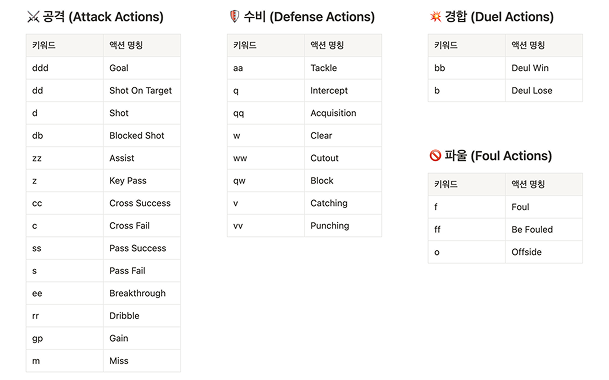 ⚔️ 공격 (Attack Actions)
키워드 액션 명칭
ddd Goal
dd Shot On Target
d Shot
db Blocked Shot
zz Assist
z Key Pass
cc Cross Success
c Cross Fail
ss Pass Success
s Pass Fail
ee Breakthrough
rr Dribble
gp Gain
m Miss
🛡️ 수비 (Defense Actions)
키워드 액션 명칭
aa Tackle
q Intercept
qq Acquisition
w Clear
ww Cutout
qw Block
v Catching
vv Punching
💥 경합 (Duel Actions)
키워드 액션 명칭
bb Deul Win
b Deul Lose
🚫 파울 (Foul Actions)
키워드 액션 명칭
f Foul
ff Be Fouled
o Offside